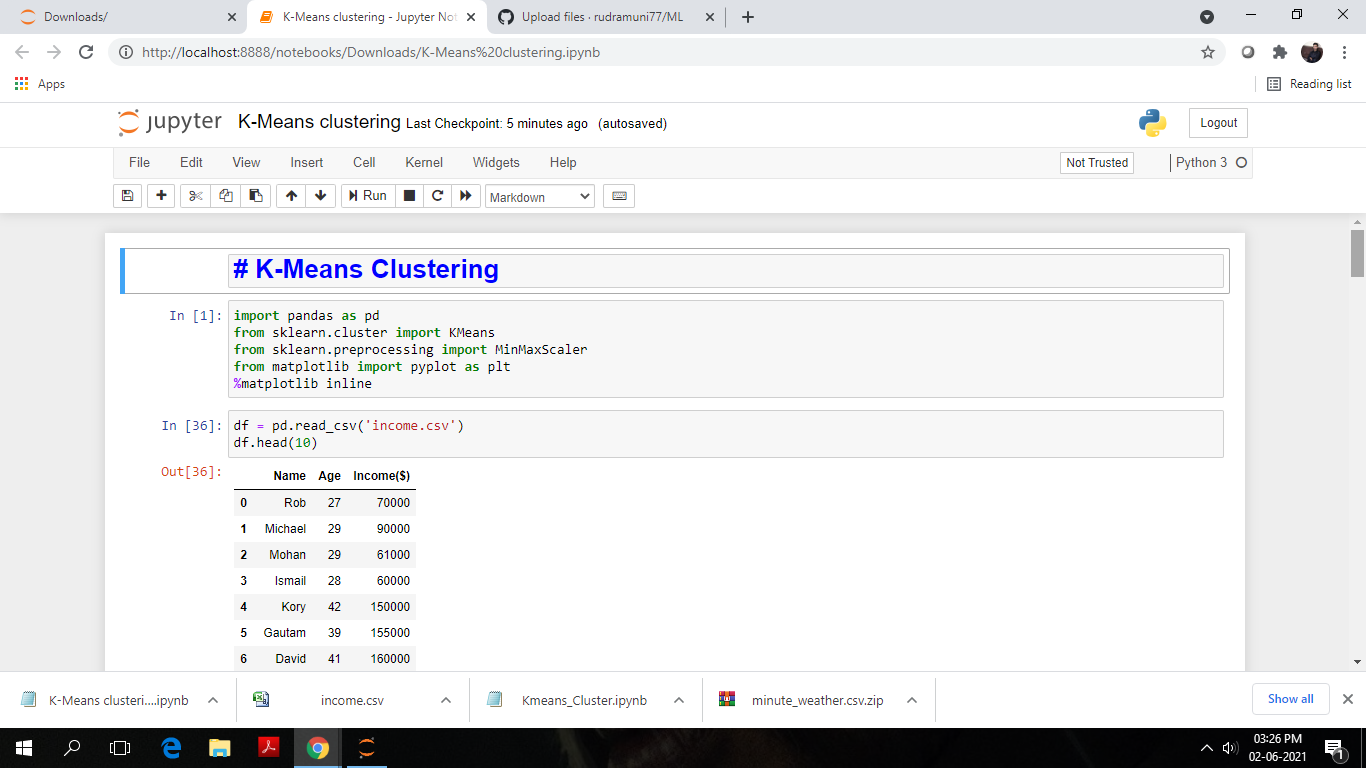 Downloads/
K-Means clustering - Jupyter Not
Upload files · rudramuni77/ML
http://localhost:8888/notebooks/Downloads/K-Means%20clustering.ipynb
Apps
Reading list
jupyter K-Means clustering Last Checkpoint: 5 minutes ago (autosaved)
Logout
File Edit View Insert Cell Kernel Widgets Help
Not Trusted
Python 3
Run
Markdown
# K-Means Clustering
In [1]:
import pandas as pd
from sklearn.cluster import KMeans
from sklearn.preprocessing import MinMaxScaler
from matplotlib import pyplot as plt
%matplotlib inline
In [36]:
df = pd.read_csv('income.csv')
df.head(10)
Out[36]:
Name Age Income($)
0 Rob 27 70000
1 Michael 29 90000
2 Mohan 29 61000
3 Ismail 28 60000
4 Kory 42 150000
5 Gautam 39 155000
6 David 41 160000
K-Means clusteri....ipynb
income.csv
Kmeans_Cluster.ipynb
minute_weather.csv.zip
Show all
03:26 PM
02-06-2021
1